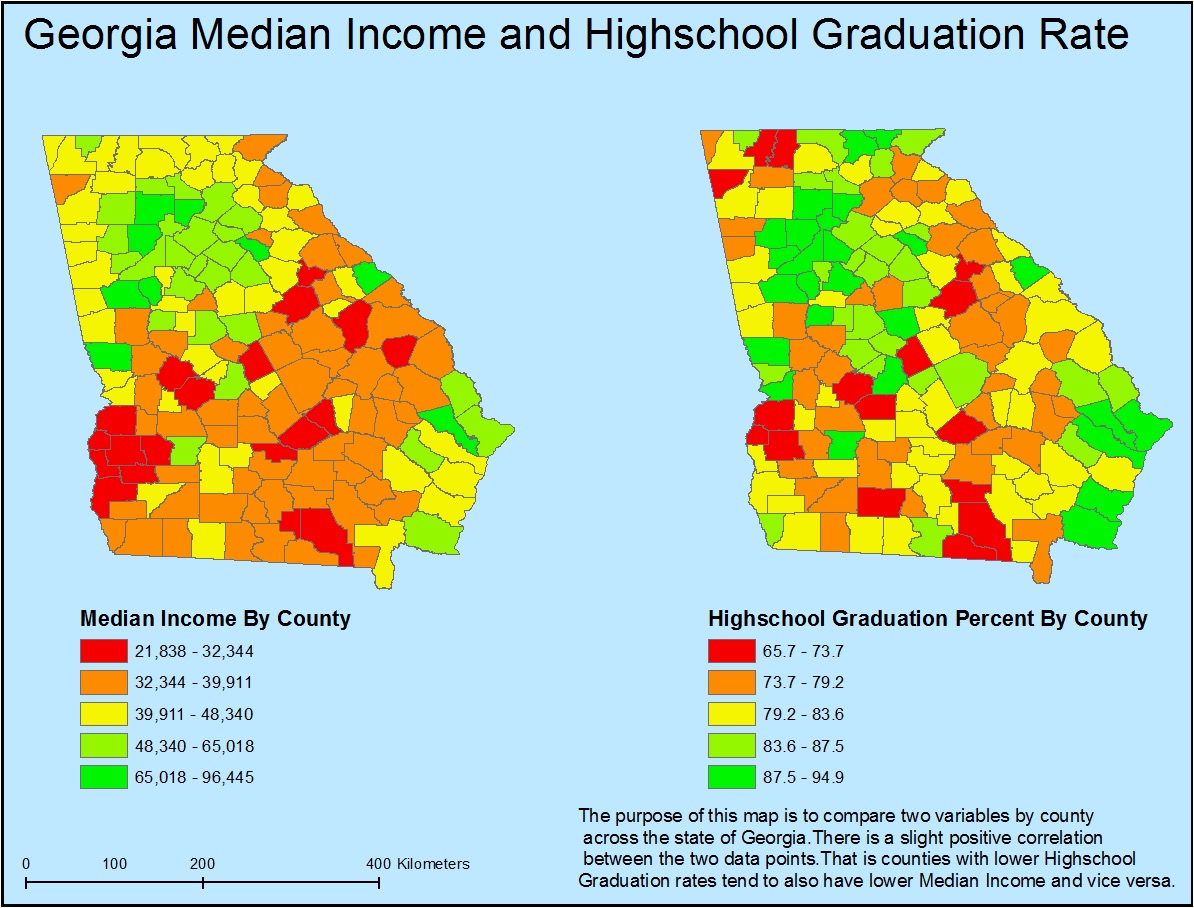 Georgia Median Income and Highschool Graduation Rate
Median Income By County
21,838 - 32,344
32,344 - 39,911
39,911 - 48,340
48,340 - 65,018
65,018 - 96,445
Highschool Graduation Percent By County
65.7 - 73.7
73.7 - 79.2
79.2 - 83.6
83.6 - 87.5
87.5 - 94.9
0 100 200 400 Kilometers
The purpose of this map is to compare two variables by county
across the state of Georgia.There is a slight positive correlation
between the two data points.That is counties with lower Highschool
Graduation rates tend to also have lower Median Income and vice versa.